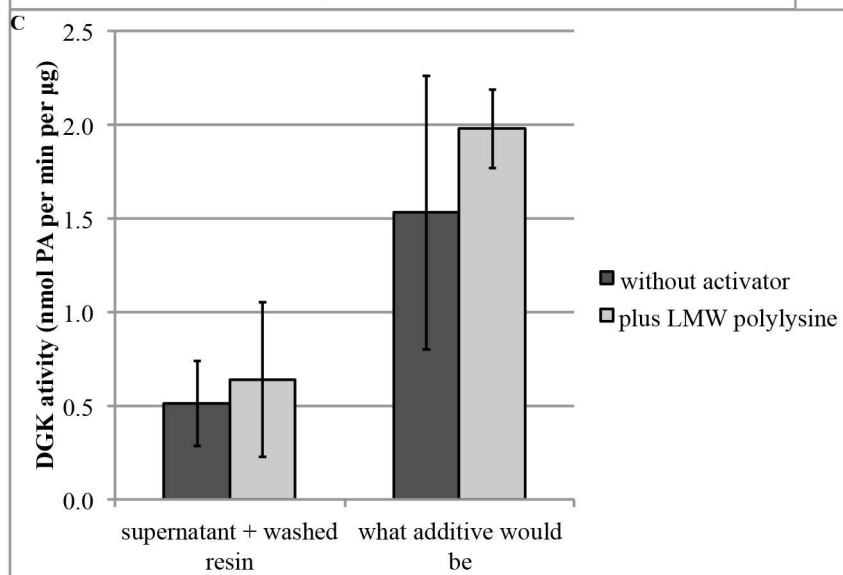 C
DGK ativity (nmol PA per min per µg)
2.5
2.0
1.5
1.0
0.5
0.0
supernatant + washed
resin
what additive would
be
without activator
plus LMW polylysine